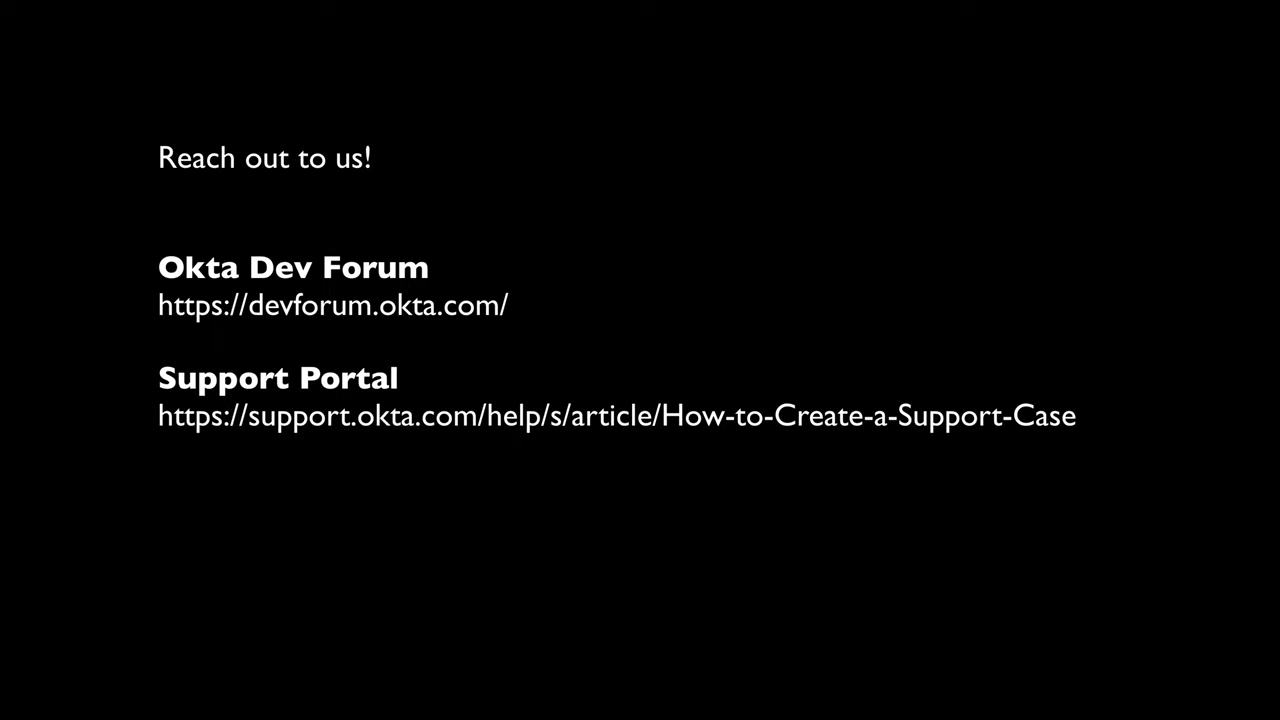 Reach out to us!
Okta Dev Forum
https://devforum.okta.com/
Support Portal
https://support.okta.com/help/s/article/How-to-Create-a-Support-Case